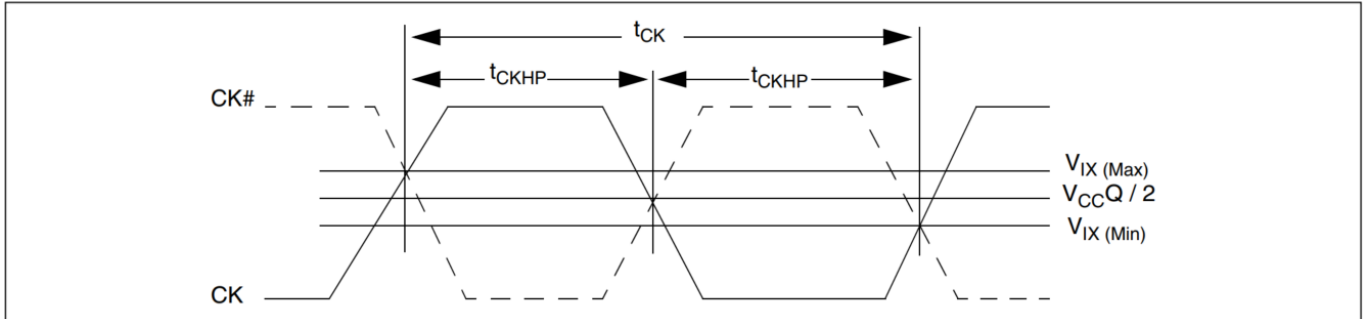 tCK
tCKHP tCKHP
CK#
VIX (Max)
VCCQ / 2
VIX (Min)
CK